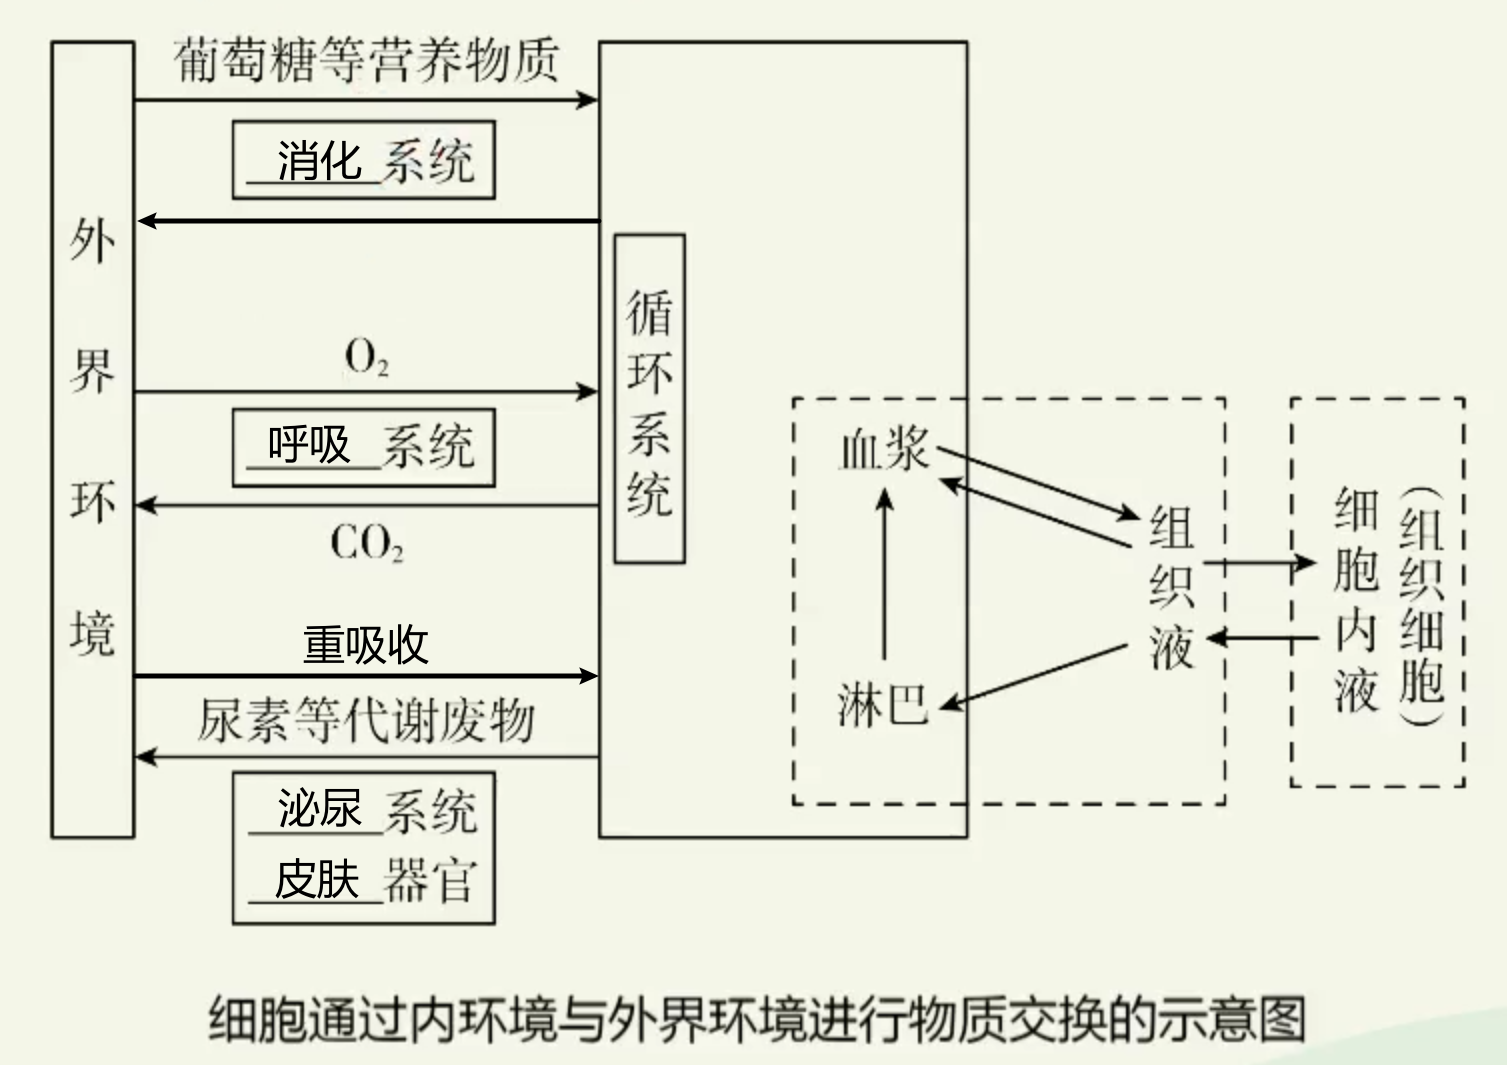 葡萄糖等营养物质
消化系统
外界环境
循环系统
O₂
呼吸系统
CO₂
血浆
组织液
细胞内液
（组织细胞）
重吸收
淋巴
尿素等代谢废物
泌尿系统
皮肤器官
细胞通过内环境与外界环境进行物质交换的示意图